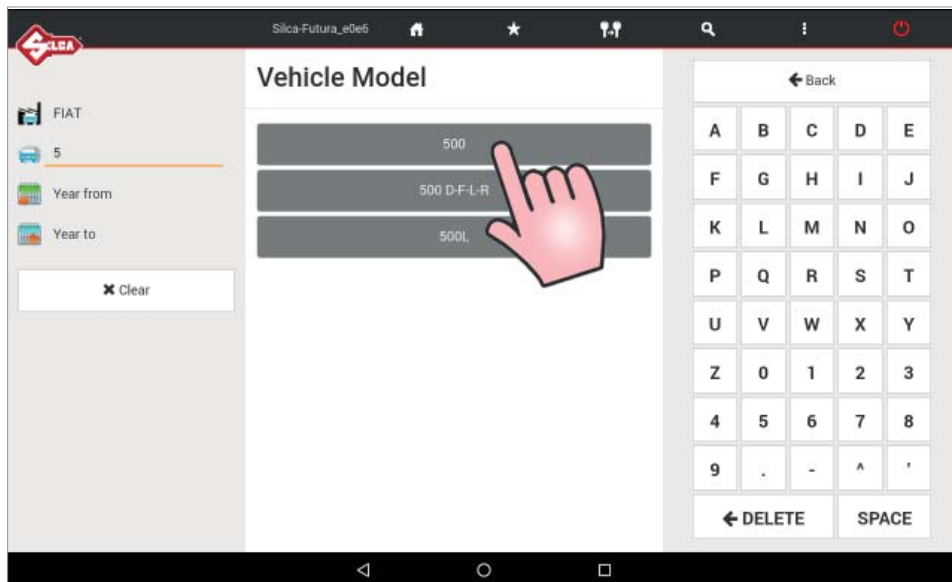 SILCA
Silca-Futura_e0e6
FIAT
5
Year from
Year to
Clear
Vehicle Model
500
500 D-F-L-R
500L
Back
A B C D E
F G H I J
K L M N O
P Q R S T
U V W X Y
Z 0 1 2 3
4 5 6 7 8
9 . - ^ '
DELETE SPACE